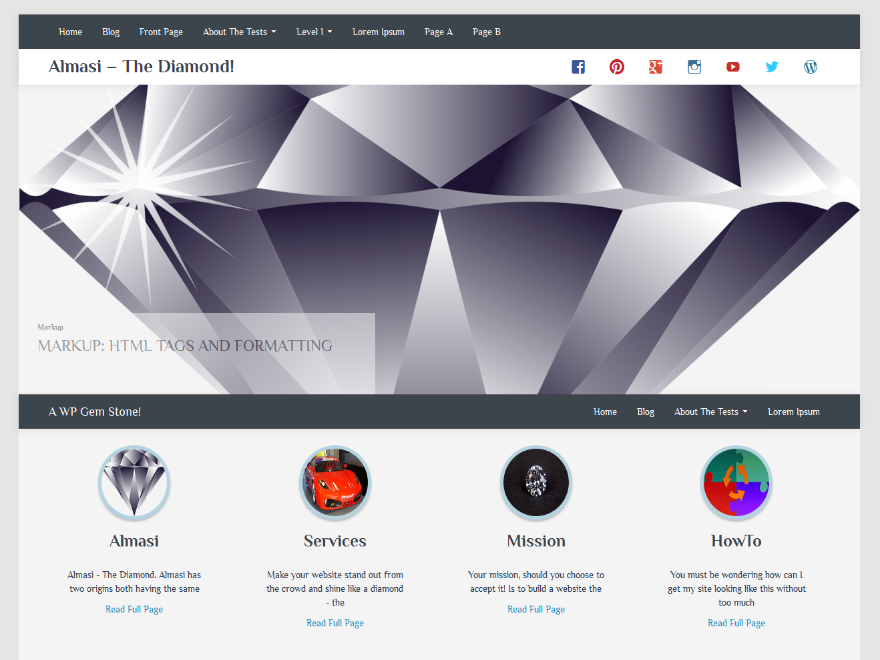 Home Blog Front Page About The Tests Level 1 Lorem Ipsum Page A Page B
Almasi – The Diamond!
Markup
MARKUP: HTML TAGS AND FORMATTING
A WP Gem Stone!
Home Blog About The Tests Lorem Ipsum
Almasi
Almasi - The Diamond. Almasi has
two origins both having the same
Read Full Page
Services
Make your website stand out from
the crowd and shine like a diamond
- the
Read Full Page
Mission
Your mission, should you choose to
accept it! Is to build a website the
Read Full Page
HowTo
You must be wondering how can I
get my site looking like this without
too much
Read Full Page